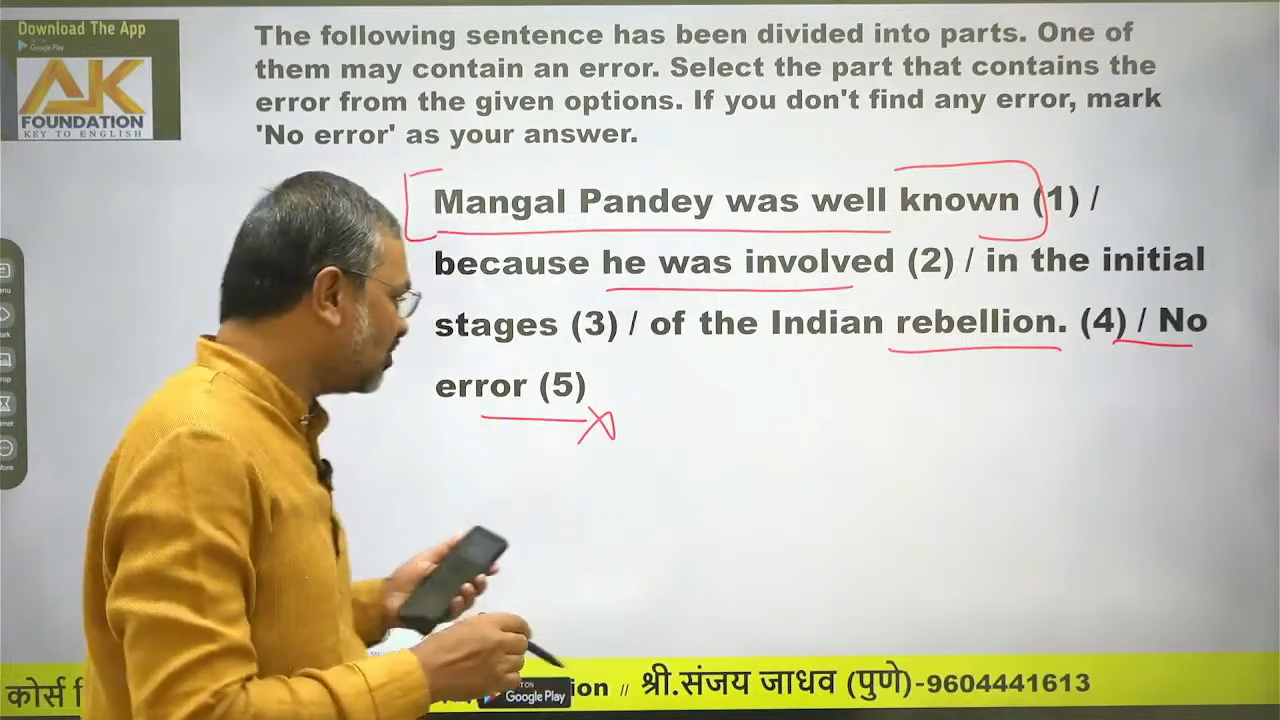 Download The App
Google Play
AK
FOUNDATION
KEY TO ENGLISH
The following sentence has been divided into parts. One of
them may contain an error. Select the part that contains the
error from the given options. If you don't find any error, mark
'No error' as your answer.
Mangal Pandey was well known (1) /
because he was involved (2) / in the initial
stages (3) / of the Indian rebellion. (4) / No
error (5)
More
कोर्स
Google Play
ion // श्री.संजय जाधव (पुणे)-9604441613